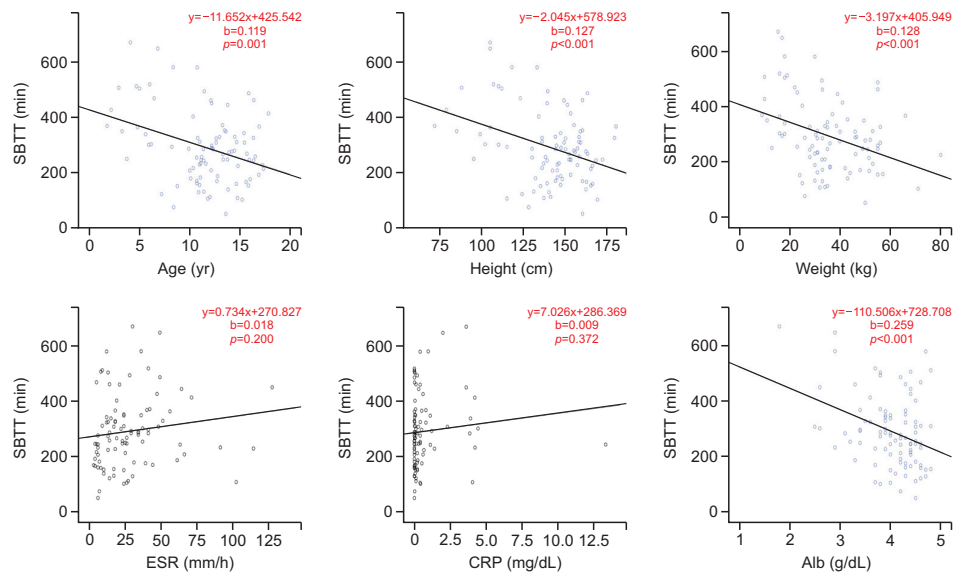 y=−11.652x+425.542
b=0.119
p=0.001
600
400
200
0
SBTT (min)
0 5 10 15 20
Age (yr)
y=−2.045x+578.923
b=0.127
p<0.001
600
400
200
0
SBTT (min)
75 100 125 150 175
Height (cm)
y=−3.197x+405.949
b=0.128
p<0.001
600
400
200
0
SBTT (min)
0 20 40 60 80
Weight (kg)
y=0.734x+270.827
b=0.018
p=0.200
600
400
200
0
SBTT (min)
0 25 50 75 100 125
ESR (mm/h)
y=7.026x+286.369
b=0.009
p=0.372
600
400
200
0
SBTT (min)
0 2.5 5.0 7.5 10.0 12.5
CRP (mg/dL)
y=−110.506x+728.708
b=0.259
p<0.001
600
400
200
0
SBTT (min)
1 2 3 4 5
Alb (g/dL)